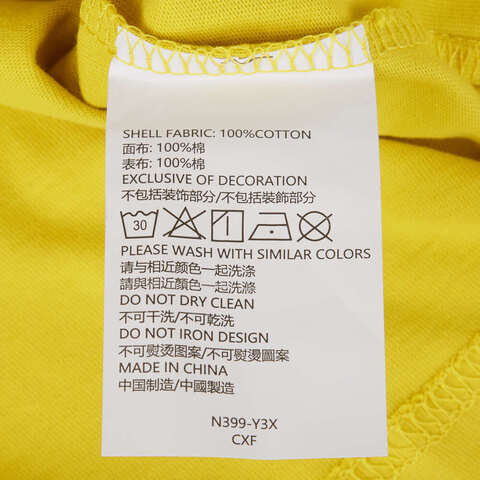 SHELL FABRIC: 100%COTTON
面布: 100%棉
表布: 100%棉
EXCLUSIVE OF DECORATION
不包括装饰部分/不包括裝飾部分
30
PLEASE WASH WITH SIMILAR COLORS
请与相近颜色一起洗涤
請與相近顏色一起洗滌
DO NOT DRY CLEAN
不可干洗/不可乾洗
DO NOT IRON DESIGN
不可熨烫图案/不可熨燙圖案
MADE IN CHINA
中国制造/中國製造
N399-Y3X
CXF